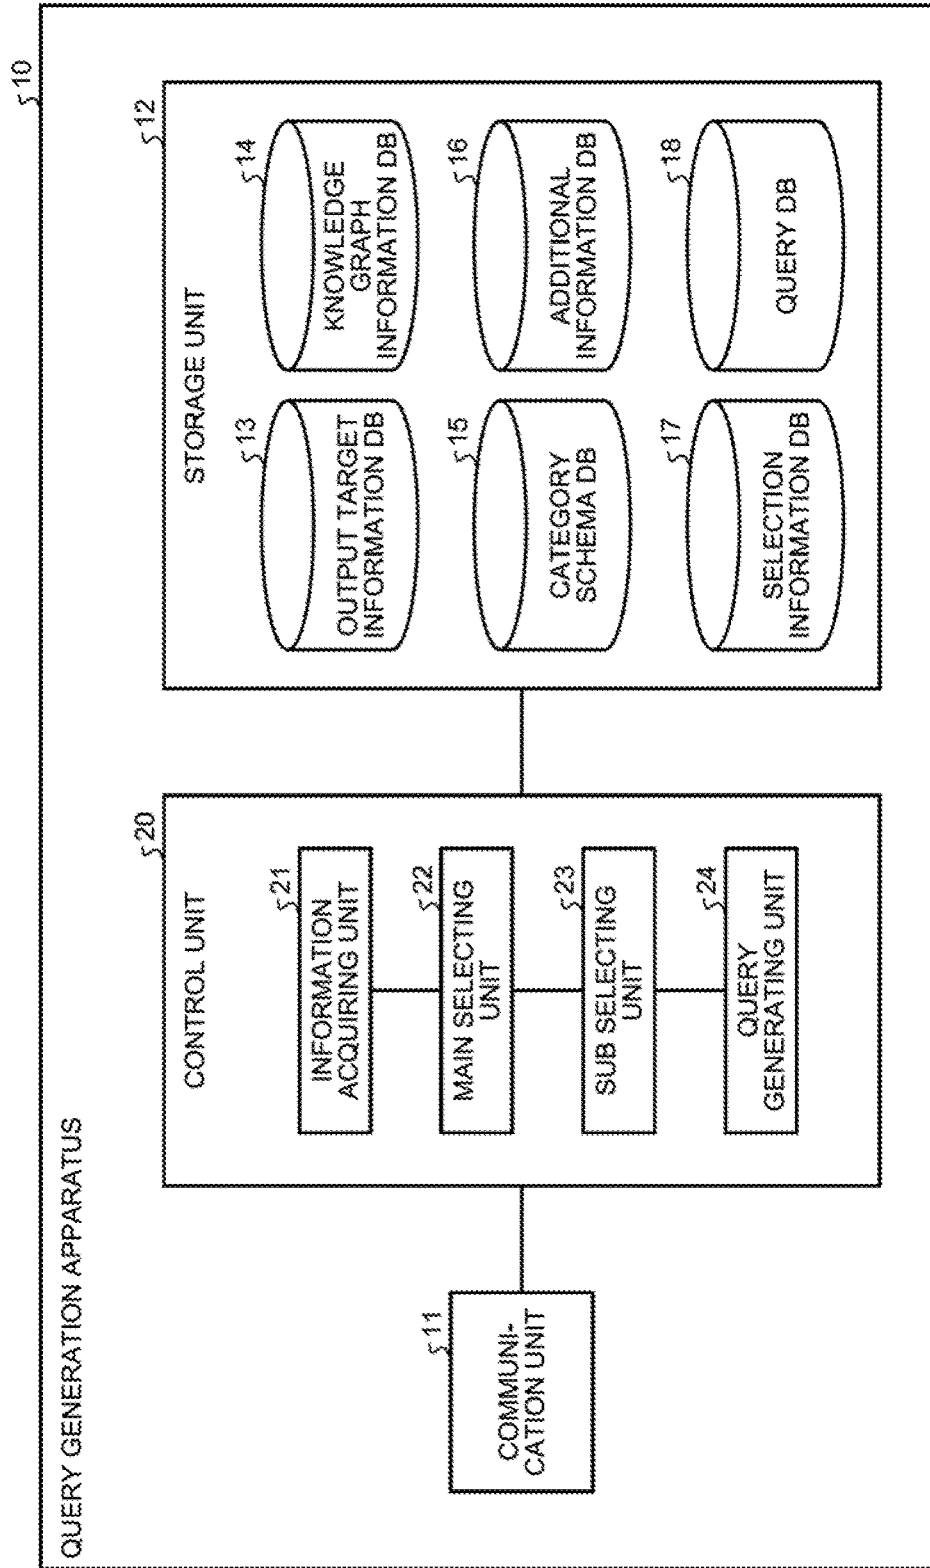 QUERY GENERATION APPARATUS
10
11
COMMUNI-
CATION UNIT
20
CONTROL UNIT
21
INFORMATION
ACQUIRING UNIT
22
MAIN SELECTING
UNIT
23
SUB SELECTING
UNIT
24
QUERY
GENERATING UNIT
12
STORAGE UNIT
13
OUTPUT TARGET
INFORMATION DB
14
KNOWLEDGE
GRAPH
INFORMATION DB
15
CATEGORY
SCHEMA DB
16
ADDITIONAL
INFORMATION DB
17
SELECTION
INFORMATION DB
18
QUERY DB